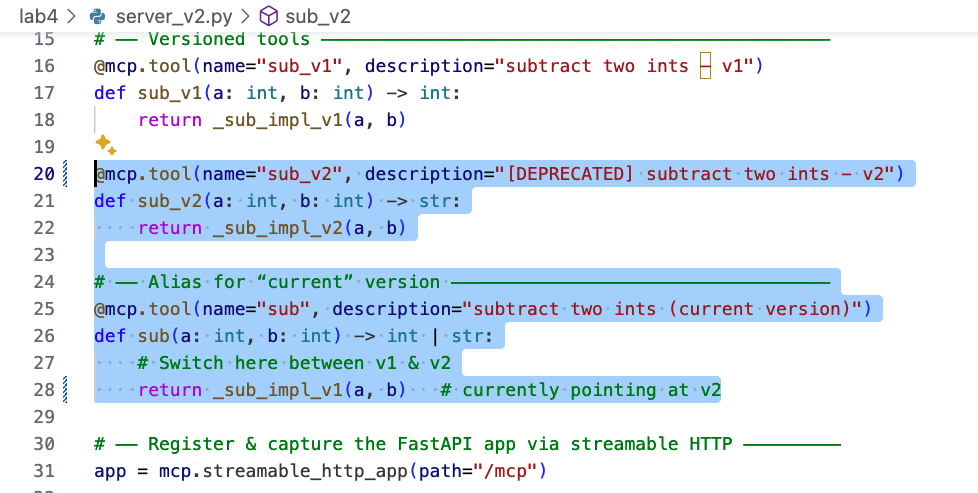 lab4 > server_v2.py > sub_v2
15 # — Versioned tools ———————————————
16 @mcp.tool(name="sub_v1", description="subtract two ints – v1")
17 def sub_v1(a: int, b: int) -> int:
18     return _sub_impl_v1(a, b)
19
20 @mcp.tool(name="sub_v2", description="[DEPRECATED] subtract two ints – v2")
21 def sub_v2(a: int, b: int) -> str:
22     return _sub_impl_v2(a, b)
23
24 # — Alias for “current” version ———————————————
25 @mcp.tool(name="sub", description="subtract two ints (current version)")
26 def sub(a: int, b: int) -> int | str:
27     # Switch here between v1 & v2
28     return _sub_impl_v1(a, b)   # currently pointing at v2
29
30 # — Register & capture the FastAPI app via streamable HTTP ————
31 app = mcp.streamable_http_app(path="/mcp")